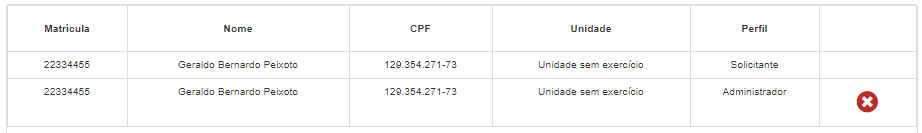 Matrícula Nome CPF Unidade Perfil
22334455 Geraldo Bernardo Peixoto 129.354.271-73 Unidade sem exercício Solicitante
22334455 Geraldo Bernardo Peixoto 129.354.271-73 Unidade sem exercício Administrador